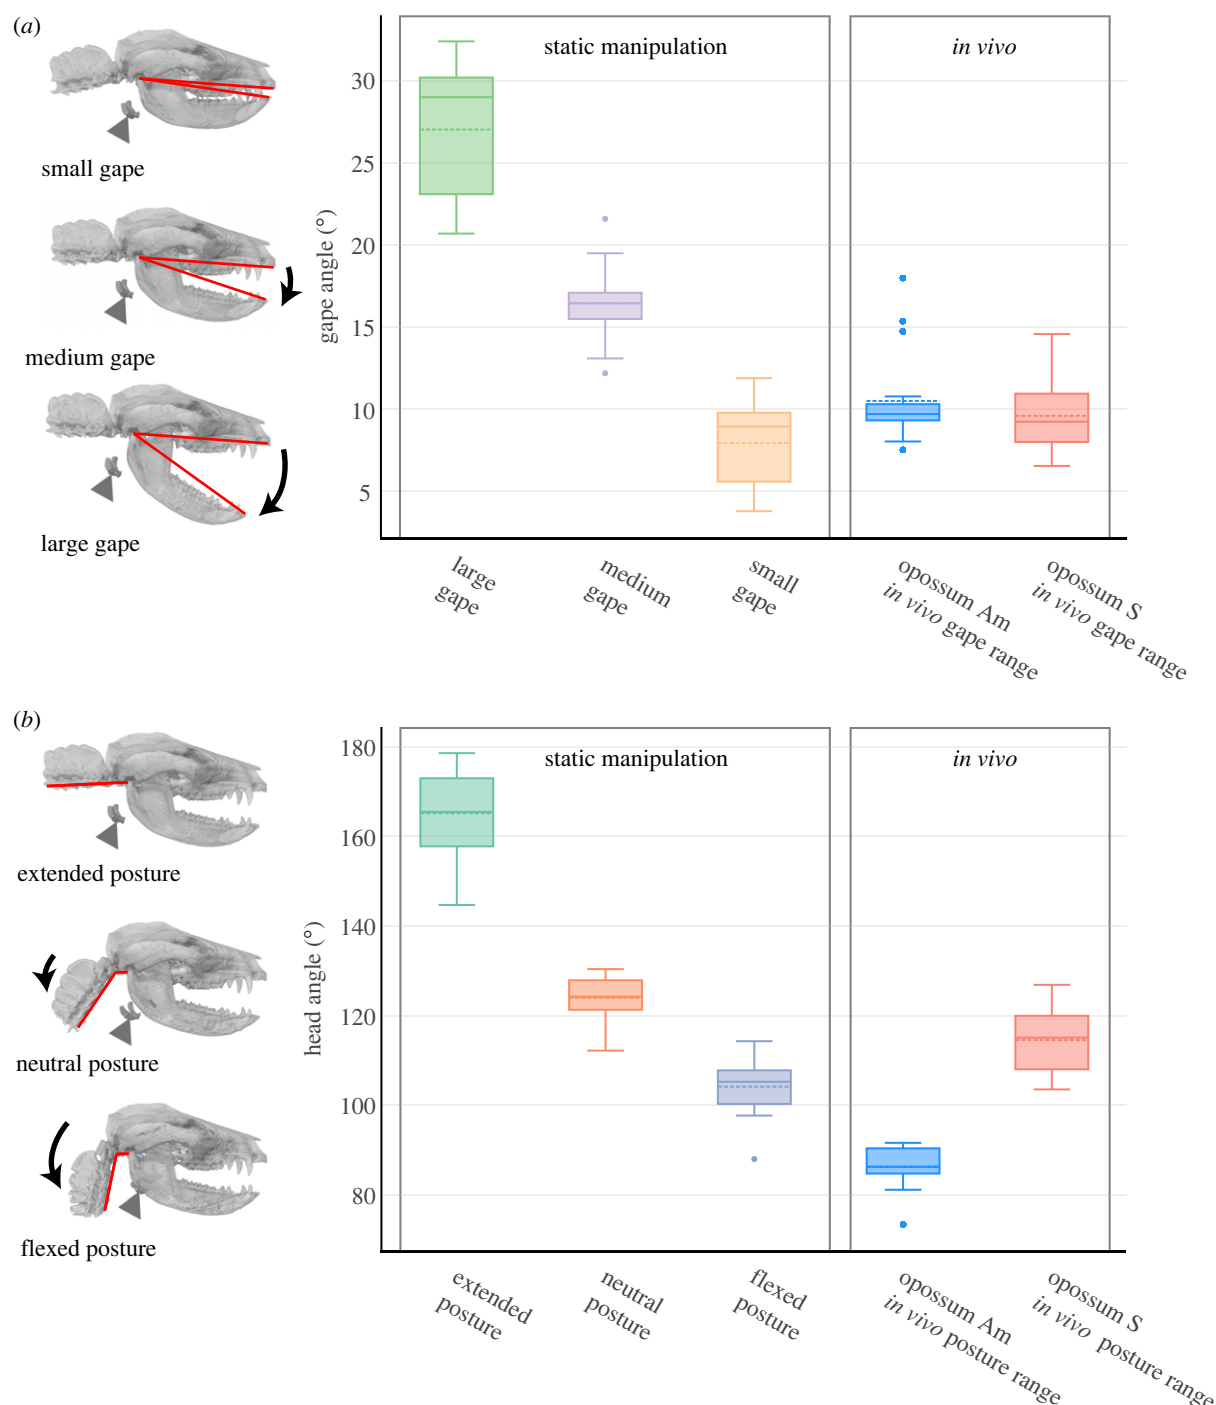 (a)
small gape
medium gape
large gape
static manipulation
in vivo
gape angle (°)
30
25
20
15
10
5
large
gape
medium
gape
small
gape
opossum Am
in vivo gape range
opossum S
in vivo gape range
(b)
extended posture
neutral posture
flexed posture
static manipulation
in vivo
head angle (°)
180
160
140
120
100
80
extended
posture
neutral
posture
flexed
posture
opossum Am
in vivo posture range
opossum S
in vivo posture range